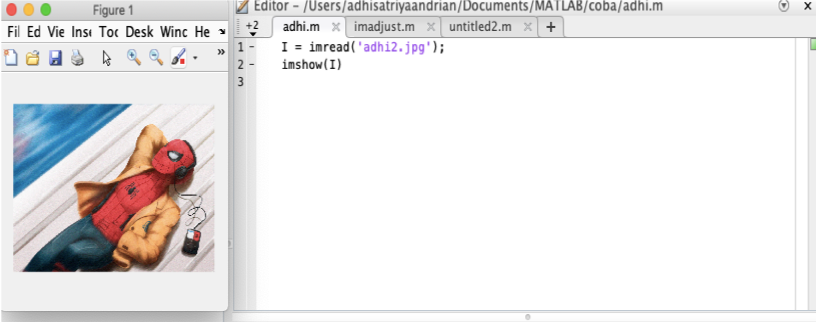 Figure 1
Fil Ed Vie Inse Toc Desk Winc He
Editor - /Users/adhisatriyaandrian/Documents/MATLAB/coba/adhi.m
+2 adhi.m imadjust.m untitled2.m +
1 - I = imread('adhi2.jpg');
2 - imshow(I)
3